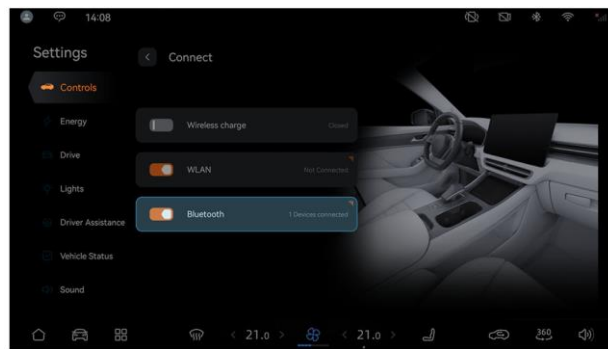 14:08
Settings
Connect
Controls
Energy
Wireless charge
Closed
Drive
WLAN
Not Connected
Lights
Bluetooth
1 Devices connected
Driver Assistance
Vehicle Status
Sound
< 21.0 >
< 21.0 >
360